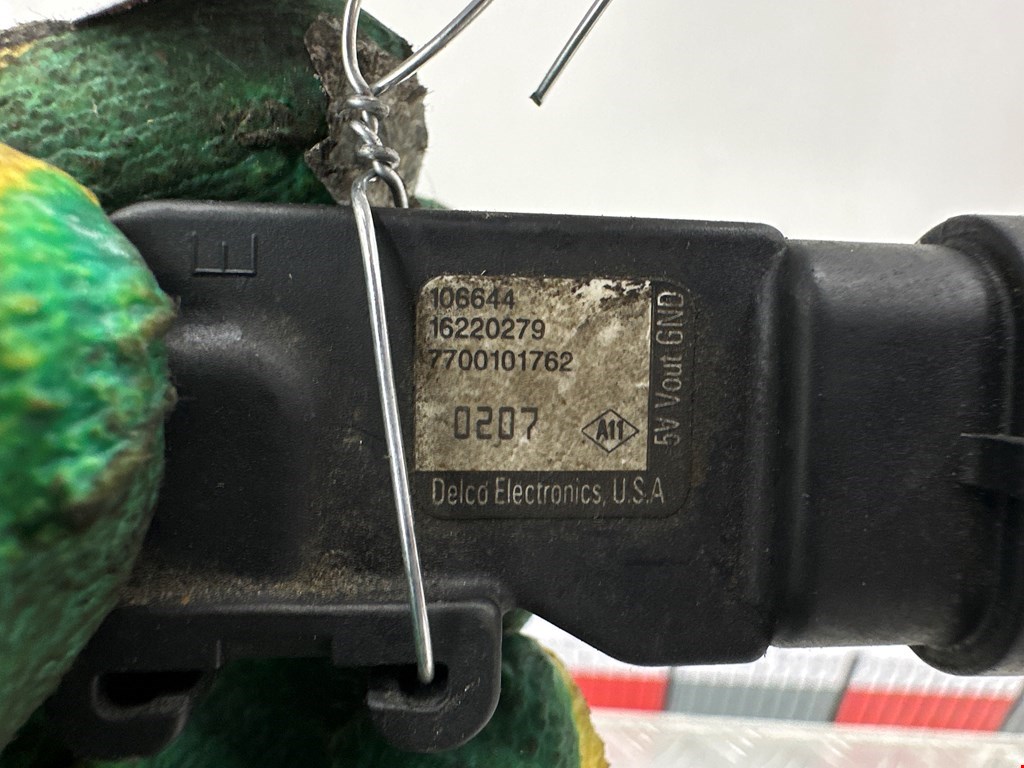 E
106644
16220279
7700101762
0207
A11
5V Vout GND
Delco Electronics, U.S.A